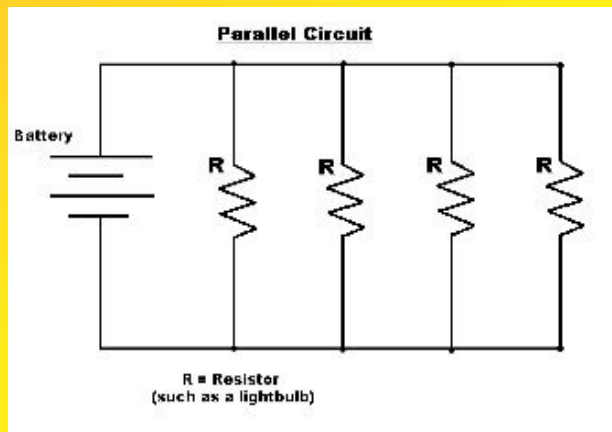 Parallel Circuit
Battery
R R R R
R = Resistor
(such as a lightbulb)